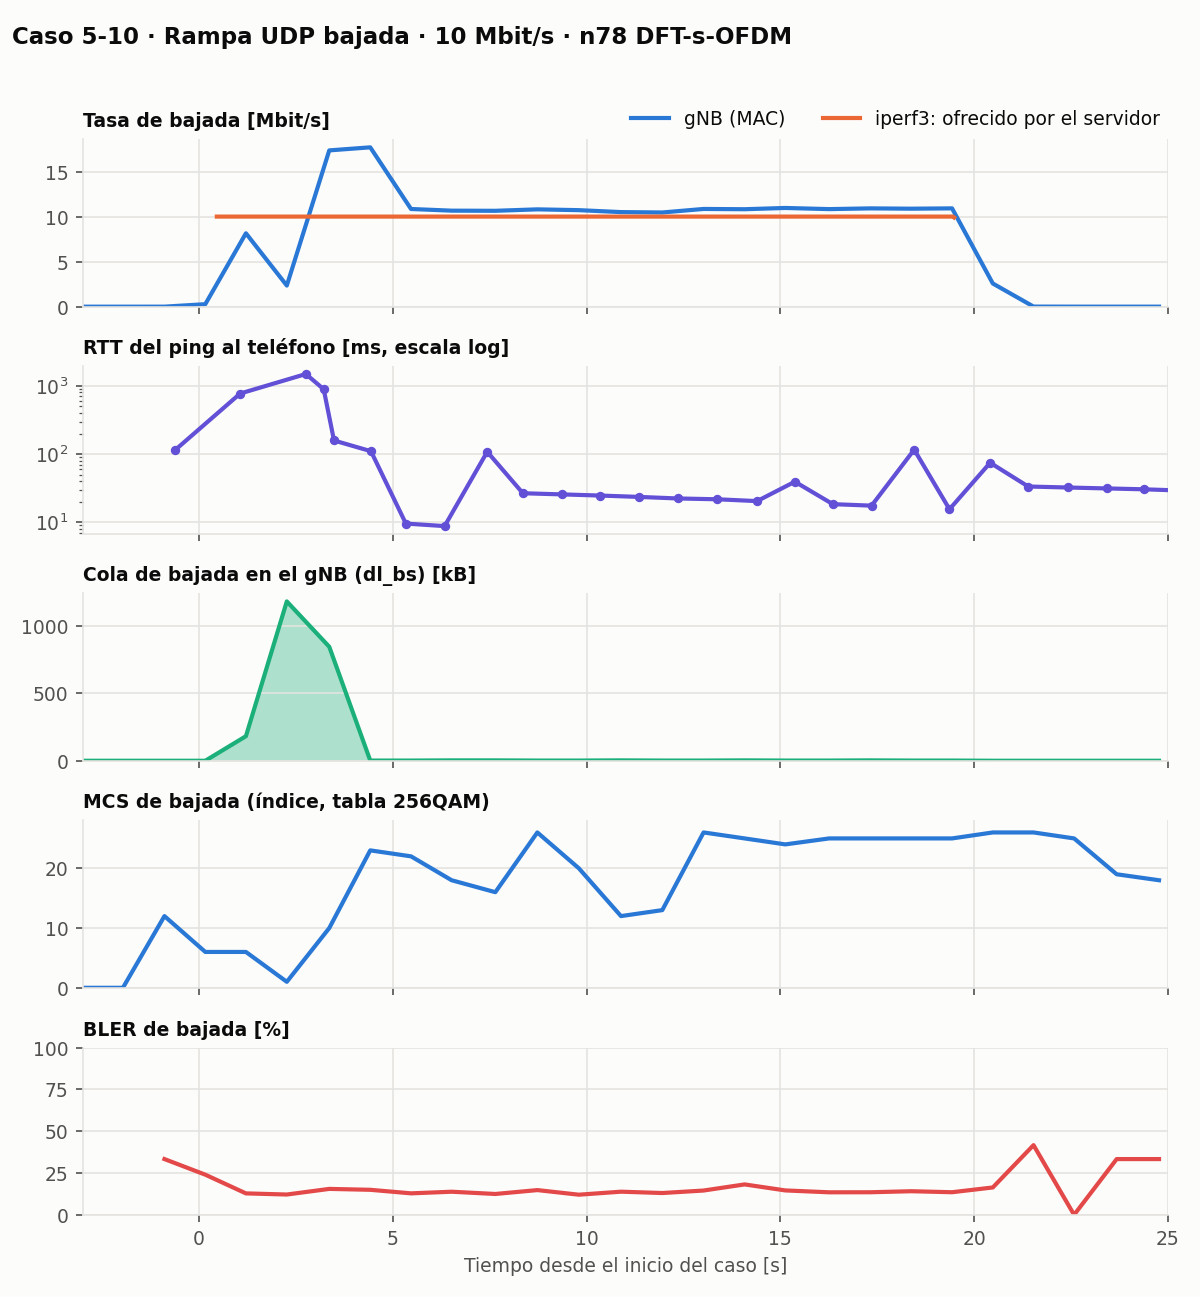 Caso 5-10 · Rampa UDP bajada · 10 Mbit/s · n78 DFT-s-OFDM
Tasa de bajada [Mbit/s]
gNB (MAC)
iperf3: ofrecido por el servidor
15
10
5
0
RTT del ping al teléfono [ms, escala log]
10³
10²
10¹
Cola de bajada en el gNB (dl_bs) [kB]
1000
500
0
MCS de bajada (índice, tabla 256QAM)
20
10
0
BLER de bajada [%]
100
75
50
25
0
0 5 10 15 20 25
Tiempo desde el inicio del caso [s]